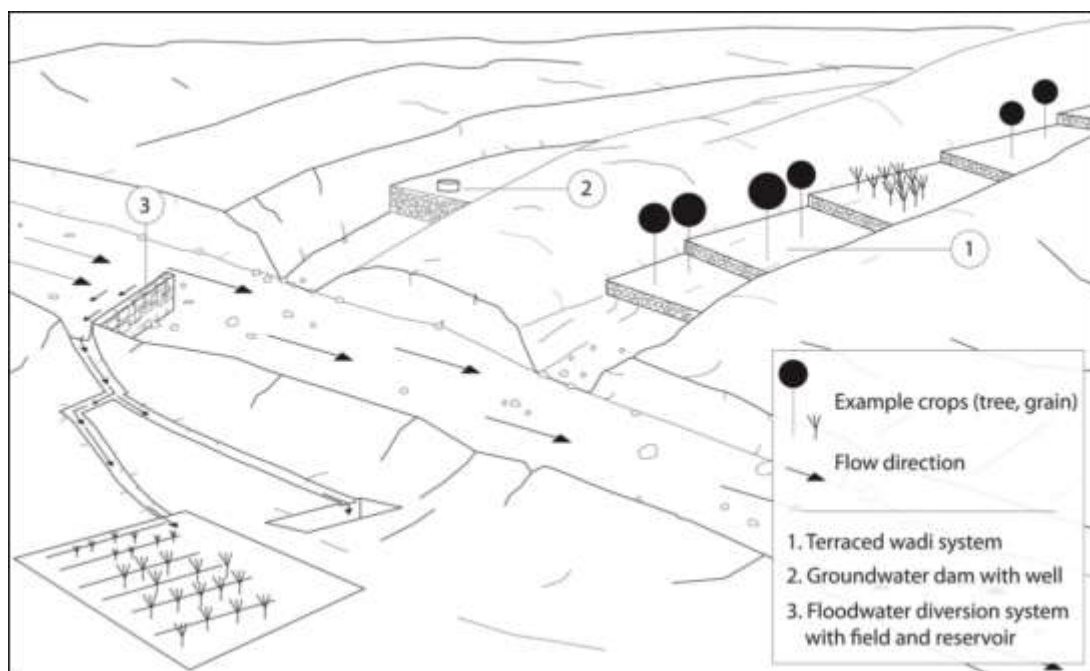 3
2
1
Example crops (tree, grain)
Flow direction
1. Terraced wadi system
2. Groundwater dam with well
3. Floodwater diversion system
with field and reservoir